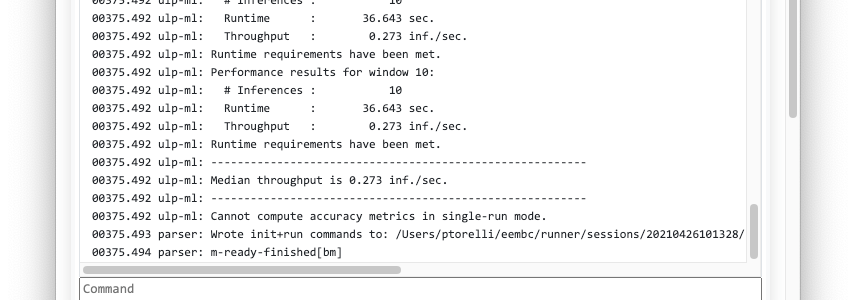 00375.492 ulp-ml:   # Inferences :           10
00375.492 ulp-ml:   Runtime      :       36.643 sec.
00375.492 ulp-ml:   Throughput   :        0.273 inf./sec.
00375.492 ulp-ml: Runtime requirements have been met.
00375.492 ulp-ml: Performance results for window 10:
00375.492 ulp-ml:   # Inferences :           10
00375.492 ulp-ml:   Runtime      :       36.643 sec.
00375.492 ulp-ml:   Throughput   :        0.273 inf./sec.
00375.492 ulp-ml: Runtime requirements have been met.
00375.492 ulp-ml: ---------------------------------------------------------
00375.492 ulp-ml: Median throughput is 0.273 inf./sec.
00375.492 ulp-ml: ---------------------------------------------------------
00375.492 ulp-ml: Cannot compute accuracy metrics in single-run mode.
00375.493 parser: Wrote init+run commands to: /Users/ptorelli/eembc/runner/sessions/20210426101328/
00375.494 parser: m-ready-finished[bm]
Command